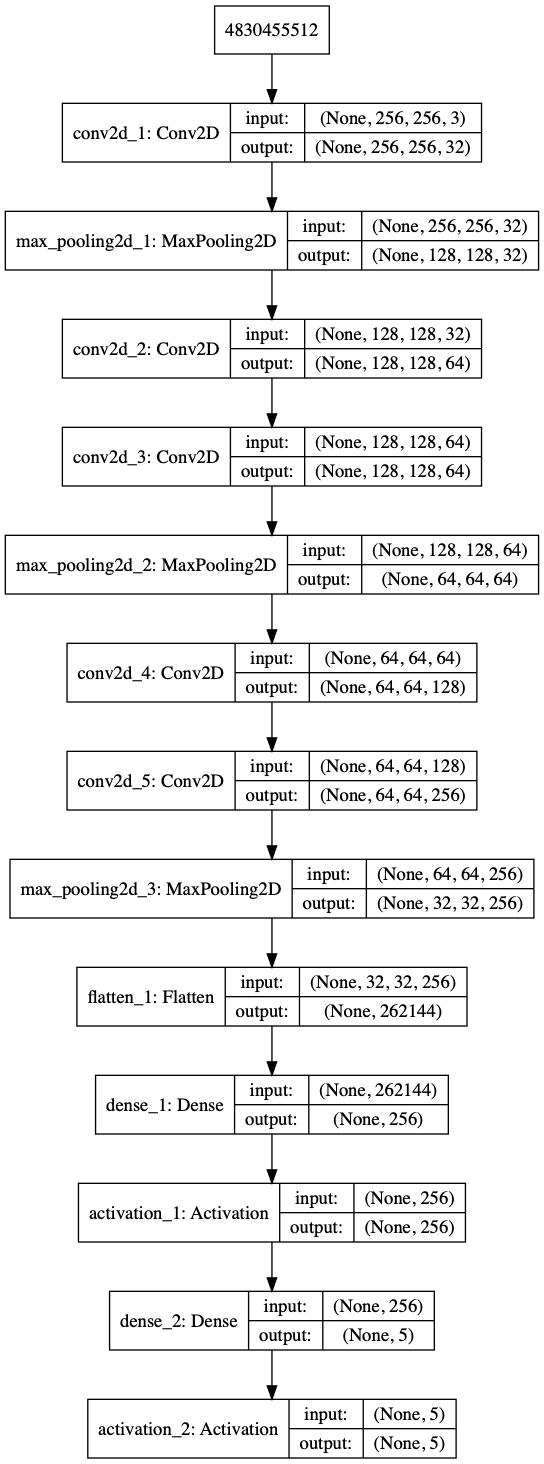 4830455512
conv2d_1: Conv2D
input:
(None, 256, 256, 3)
output:
(None, 256, 256, 32)
max_pooling2d_1: MaxPooling2D
input:
(None, 256, 256, 32)
output:
(None, 128, 128, 32)
conv2d_2: Conv2D
input:
(None, 128, 128, 32)
output:
(None, 128, 128, 64)
conv2d_3: Conv2D
input:
(None, 128, 128, 64)
output:
(None, 128, 128, 64)
max_pooling2d_2: MaxPooling2D
input:
(None, 128, 128, 64)
output:
(None, 64, 64, 64)
conv2d_4: Conv2D
input:
(None, 64, 64, 64)
output:
(None, 64, 64, 128)
conv2d_5: Conv2D
input:
(None, 64, 64, 128)
output:
(None, 64, 64, 256)
max_pooling2d_3: MaxPooling2D
input:
(None, 64, 64, 256)
output:
(None, 32, 32, 256)
flatten_1: Flatten
input:
(None, 32, 32, 256)
output:
(None, 262144)
dense_1: Dense
input:
(None, 262144)
output:
(None, 256)
activation_1: Activation
input:
(None, 256)
output:
(None, 256)
dense_2: Dense
input:
(None, 256)
output:
(None, 5)
activation_2: Activation
input:
(None, 5)
output:
(None, 5)